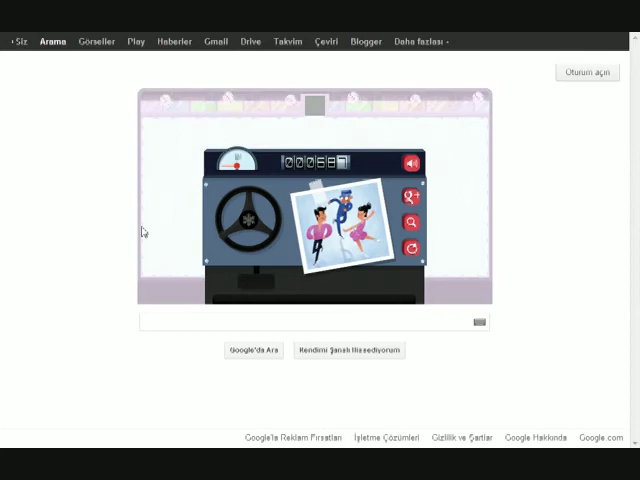 Siz Arama Görseller Play Haberler Gmail Drive Takvim Çeviri Blogger Daha fazlası
Oturum açın
000587
g+
Google'da Ara Kendimi Şanslı Hissediyorum
Google'la Reklam Fırsatları İşletme Çözümleri Gizlilik ve Şartlar Google Hakkında Google.com